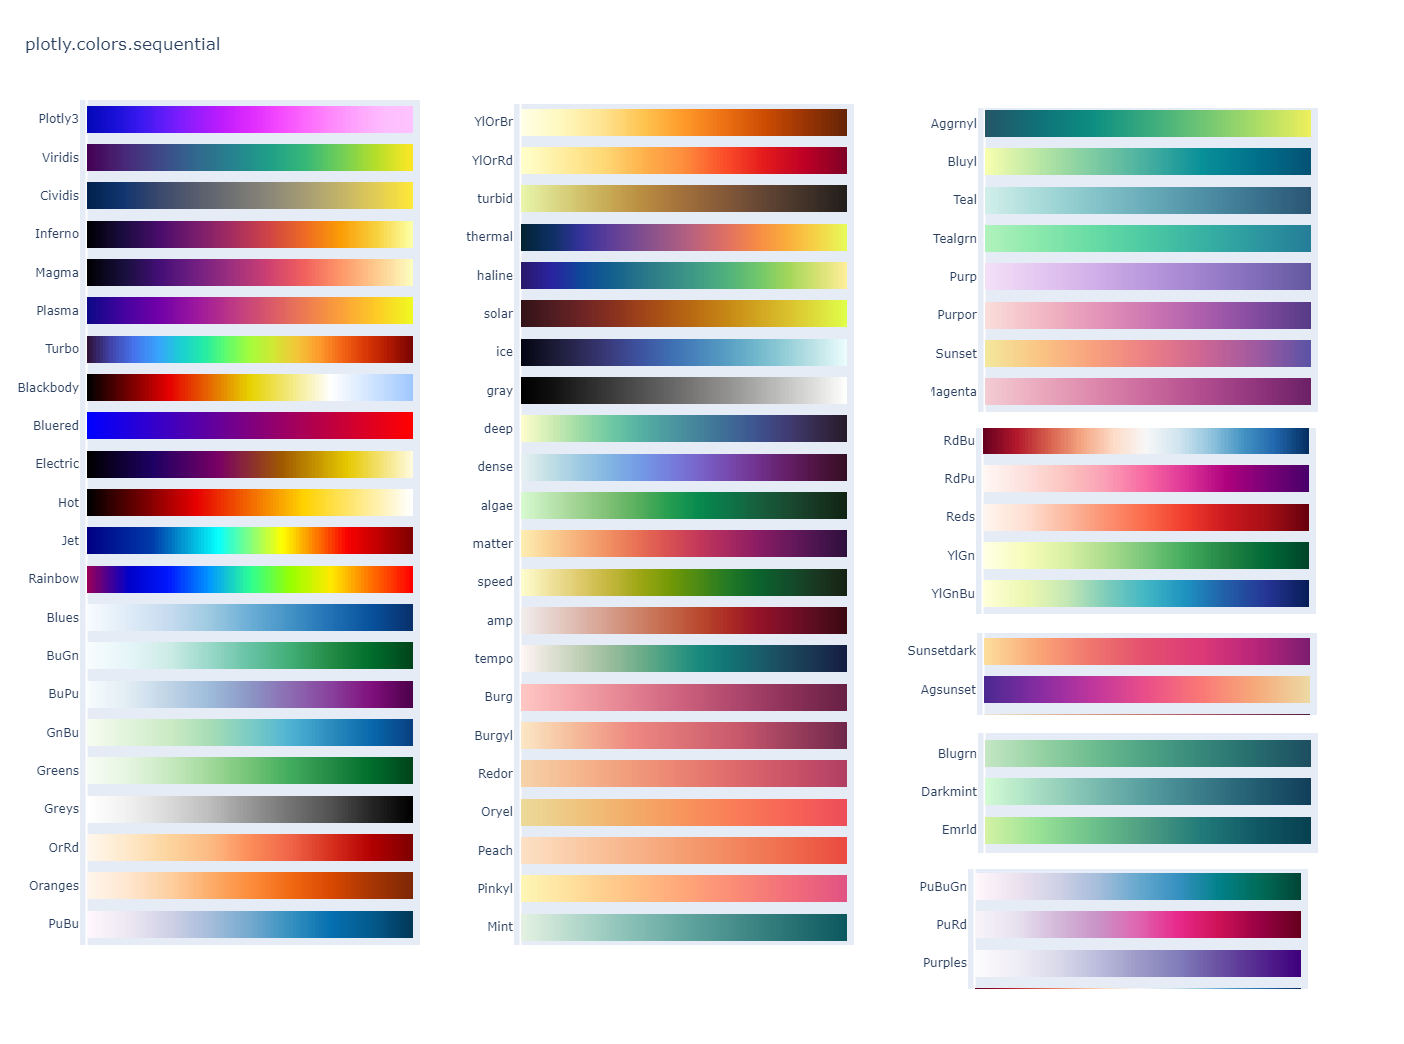 plotly.colors.sequential
Plotly3
Viridis
Cividis
Inferno
Magma
Plasma
Turbo
Blackbody
Bluered
Electric
Hot
Jet
Rainbow
Blues
BuGn
BuPu
GnBu
Greens
Greys
OrRd
Oranges
PuBu
YlOrBr
YlOrRd
turbid
thermal
haline
solar
ice
gray
deep
dense
algae
matter
speed
amp
tempo
Burg
Burgyl
Redor
Oryel
Peach
Pinkyl
Mint
Aggrnyl
Bluyl
Teal
Tealgrn
Purp
Purpor
Sunset
Magenta
RdBu
RdPu
Reds
YlGn
YlGnBu
Sunsetdark
Agsunset
Blugrn
Darkmint
Emrld
PuBuGn
PuRd
Purples